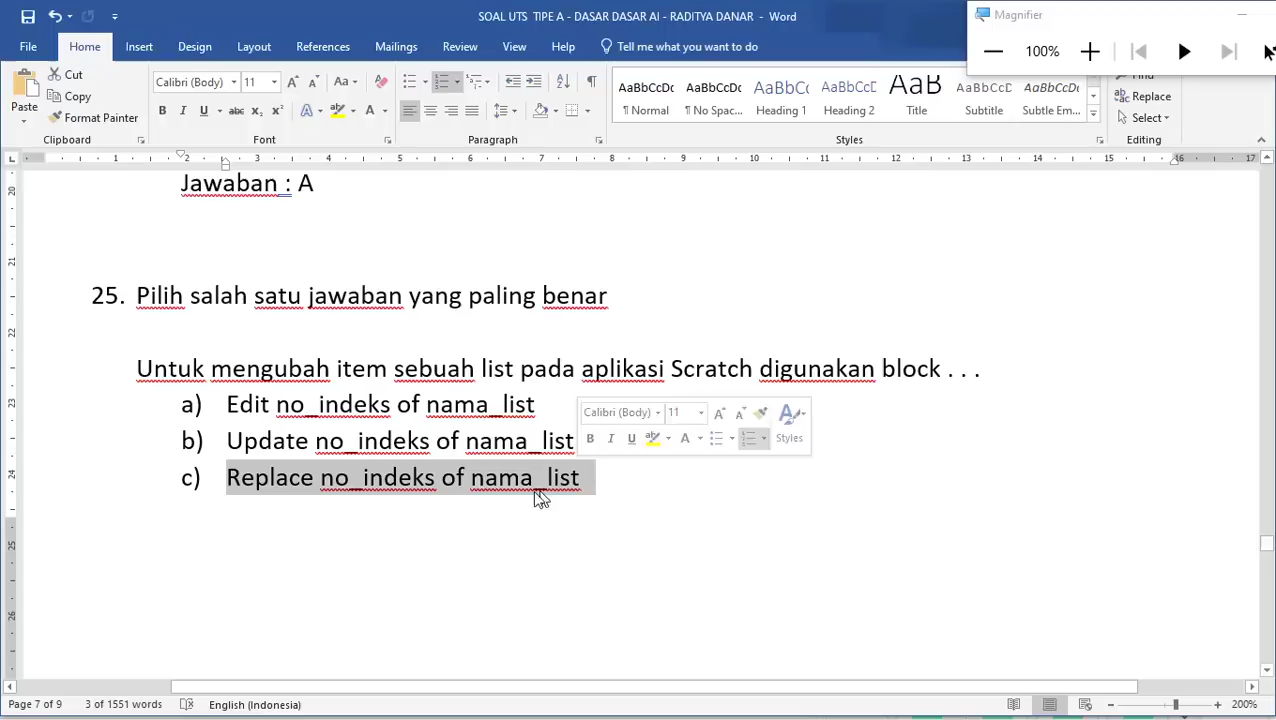 SOAL UTS TIPE A - DASAR DASAR AI - RADITYA DANAR - Word
Magnifier
File Home Insert Design Layout References Mailings Review View Help Tell me what you want to do
100%
Paste
Cut
Copy
Format Painter
Calibri (Body) 11
AaBbCcDc AaBbCcDc AaBbCc AaBbCcC AaB AaBbCcD AaBbCcDc
¶ Normal ¶ No Spac... Heading 1 Heading 2 Title Subtitle Subtle Em...
Find
Replace
Select
Clipboard Font Paragraph Styles Editing
Jawaban : A
25. Pilih salah satu jawaban yang paling benar
Untuk mengubah item sebuah list pada aplikasi Scratch digunakan block . . .
a) Edit no_indeks of nama_list
b) Update no_indeks of nama_list
c) Replace no_indeks of nama_list
Calibri (Body) 11
Styles
Page 7 of 9 3 of 1551 words English (Indonesia) 200%